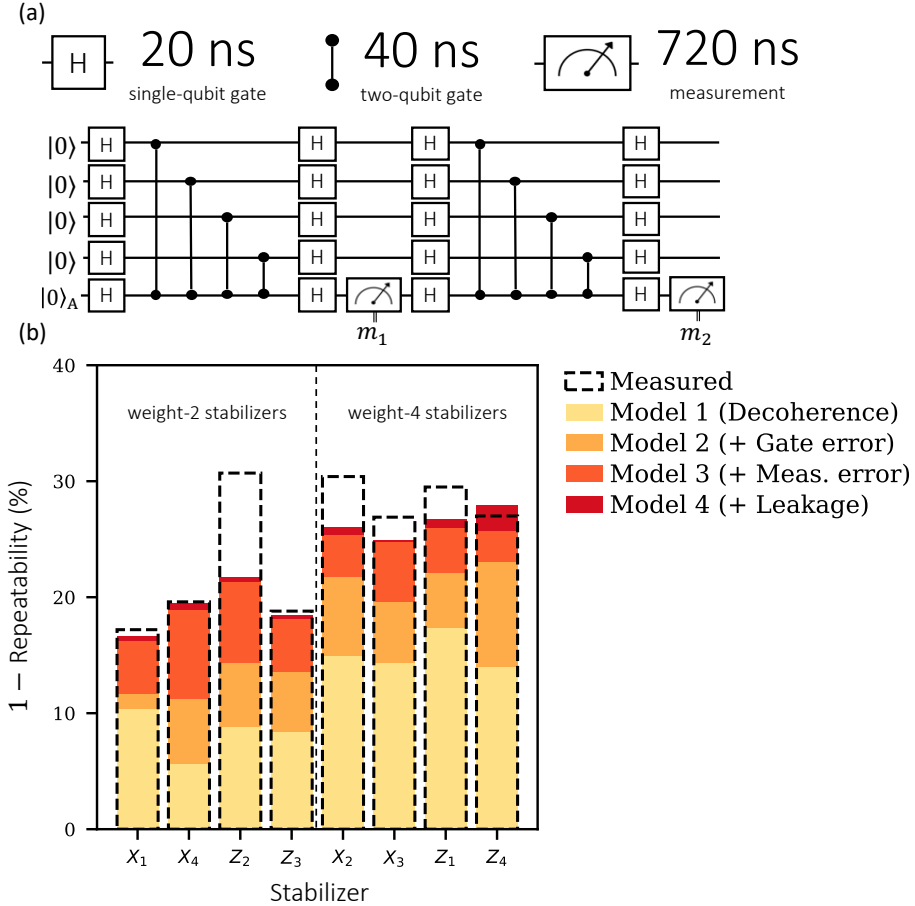 (a)
H 20 ns 40 ns 720 ns
single-qubit gate two-qubit gate measurement
|0⟩ H H H H
|0⟩ H H H H
|0⟩ H H H H
|0⟩ H H H H
|0⟩A H H H H
m1 m2
(b)
40
30
20
10
0
1 − Repeatability (%)
weight-2 stabilizers weight-4 stabilizers
Measured
Model 1 (Decoherence)
Model 2 (+ Gate error)
Model 3 (+ Meas. error)
Model 4 (+ Leakage)
X1 X4 Z2 Z3 X2 X3 Z1 Z4
Stabilizer